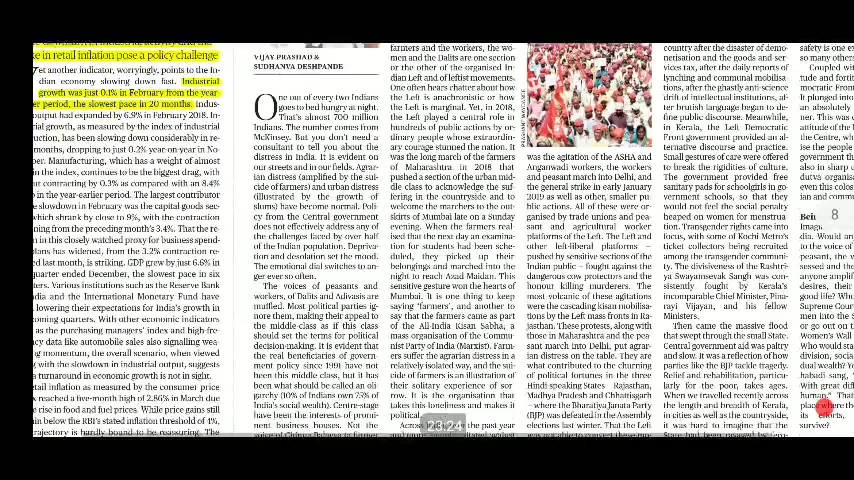 ke in retail inflation pose a policy challenge
et another indicator, worryingly, points to the In-
dian economy slowing down fast. Industrial
growth was just 0.1% in February from the year-
er period, the slowest pace in 20 months. Indus-
output had expanded by 6.9% in February 2018. In-
rial growth, as measured by the index of industrial
uction, has been slowing down considerably in re-
months, dropping to just 0.2% year-on-year in No-
ber. Manufacturing, which has a weight of almost
in the index, continues to be the biggest drag, with
ut contracting by 0.3% as compared with an 8.4%
in the year-earlier period. The largest contributor
e slowdown in February was the capital goods sec-
which shrank by close to 9%, with the contraction
ning from the preceding month's 3.4%. That the re-
n in this closely watched proxy for business spend-
dans has widened, from the 3.2% contraction re-
ed last month, is striking. GDP grew by just 6.6% in
quarter ended December, the slowest pace in six
ters. Various institutions such as the Reserve Bank
dia and the International Monetary Fund have
lowering their expectations for India's growth in
oming quarters. With other economic indicators
as the purchasing managers' index and high-fre-
cy data like automobile sales also signalling wea-
g momentum, the overall scenario, when viewed
with the slowdown in industrial output, suggests
a turnaround in economic growth is not in sight.
etail inflation as measured by the consumer price
reached a five-month high of 2.86% in March due
rise in food and fuel prices. While price gains still
in below the RBI's stated inflation threshold of 4%,
trajectory is hardly bound to be reassuring. The
VIJAY PRASHAD &
SUDHANVA DESHPANDE
One out of every two Indians
goes to bed hungry at night.
That's almost 700 million
Indians. The number comes from
McKinsey. But you don't need a
consultant to tell you about the
distress in India. It is evident on
our streets and in our fields. Agrar-
ian distress (amplified by the sui-
cide of farmers) and urban distress
(illustrated by the growth of
slums) have become normal. Poli-
cy from the Central government
does not effectively address any of
the challenges faced by over half
of the Indian population. Depriva-
tion and desolation set the mood.
The emotional dial switches to an-
ger ever so often.
The voices of peasants and
workers, of Dalits and Adivasis are
muffled. Most political parties ig-
nore them, making their appeal to
the middle-class as if this class
should set the terms for political
decision-making. It is evident that
the real beneficiaries of govern-
ment policy since 1991 have not
been this middle class, but it has
been what should be called an oli-
garchy (10% of Indians own 75% of
India's social wealth). Centre-stage
have been the interests of promi-
nent business houses. Not the
farmers and the workers, the wo-
men and the Dalits are one section
or the other of the organised In-
dian Left and of leftist movements.
One often hears chatter about how
the Left is anachronistic or how
the Left is marginal. Yet, in 2018,
the Left played a central role in
hundreds of public actions by or-
dinary people whose extraordin-
ary courage stunned the nation. It
was the long march of the farmers
of Maharashtra in 2018 that
pushed a section of the urban mid-
dle class to acknowledge the suf-
fering in the countryside and to
welcome the marchers to the out-
skirts of Mumbai late on a Sunday
evening. When the farmers real-
ised that the next day an examina-
tion for students had been sche-
duled, they picked up their
belongings and marched into the
night to reach Azad Maidan. This
sensitive gesture won the hearts of
Mumbai. It is one thing to keep
saying 'farmers', and another to
say that the farmers came as part
of the All-India Kisan Sabha, a
mass organisation of the Commu-
nist Party of India (Marxist). Farm-
ers suffer the agrarian distress in a
relatively isolated way, and the sui-
cide of farmers is an illustration of
their solitary experience of sor-
row. It is the organisation that
takes this loneliness and makes it
political.
the past year
was the agitation of the ASHA and
Anganwadi workers, the workers
and peasant march into Delhi, and
the general strike in early January
2019 as well as other, smaller pu-
blic actions. All of these were or-
ganised by trade unions and pea-
sant and agricultural worker
platforms of the Left. The Left and
other left-liberal platforms –
pushed by sensitive sections of the
Indian public – fought against the
dangerous cow protectors and the
honour killing murderers. The
most volcanic of these agitations
were the cascading kisan mobilisa-
tions by the Left mass fronts in Ra-
jasthan. These protests, along with
those in Maharashtra and the pea-
sant march into Delhi, put agrar-
ian distress on the table. They are
what contributed to the churning
of political fortunes in the three
Hindi-speaking States – Rajasthan,
Madhya Pradesh and Chhattisgarh
– where the Bharatiya Janata Party
(BJP) was defeated in the Assembly
elections last winter. That the Left
country after the disaster of demo-
netisation and the goods and ser-
vices tax, after the daily reports of
lynching and communal mobilisa-
tions, after the ghastly anti-science
drift of intellectual institutions, af-
ter brutish language began to de-
fine public discourse. Meanwhile,
in Kerala, the Left Democratic
Front government provided an al-
ternative discourse and practice.
Small gestures of care were offered
to break the rigidities of culture.
The government provided free
sanitary pads for schoolgirls in go-
vernment schools, so that they
would not feel the social penalty
heaped on women for menstrua-
tion. Transgender rights came into
focus, with some of Kochi's metro
ticket collectors being recruited
among the transgender communi-
ty. The divisiveness of the Rashtri-
ya Swayamsevak Sangh was con-
sistently fought by Kerala's
incomparable Chief Minister, Pina-
rayi Vijayan, and his fellow
Ministers.
Then came the massive flood
that swept through the small State.
Central government aid was paltry
and slow. It was a reflection of how
parties like the BJP tackle tragedy.
Relief and rehabilitation, particu-
larly for the poor, takes ages.
When we travelled recently across
the length and breadth of Kerala,
in cities as well as the countryside,
it was hard to imagine that the
safety is one ex
so many others
Coupled wit
8
23:24
survive?